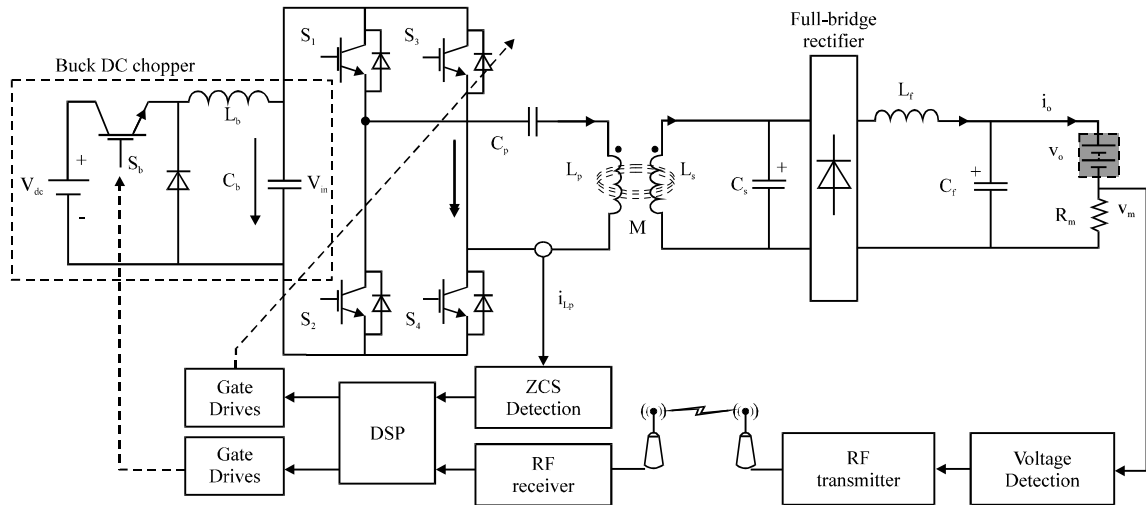 Full-bridge
rectifier
Buck DC chopper
S1
S3
Lb
Sb
Vdc
+
-
Cb
Vin
Cp
Lp
Ls
M
Cs
+
Lf
io
vo
Cf
+
Rm
vm
S2
S4
iLp
Gate
Drives
DSP
ZCS
Detection
Gate
Drives
RF
receiver
RF
transmitter
Voltage
Detection